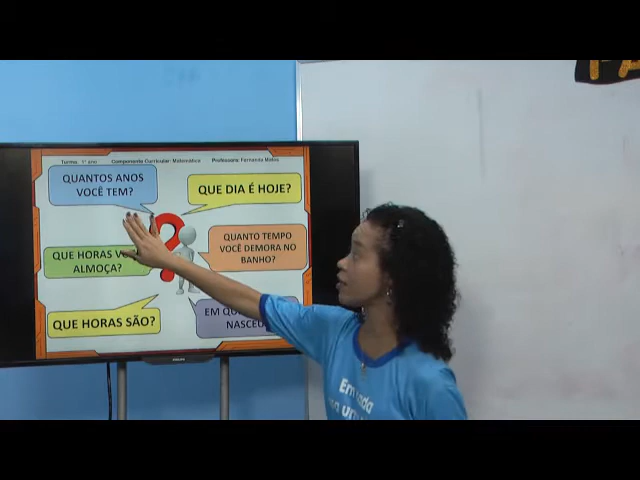 Turma: 1° ano Componente Curricular: Matemática Professora: Fernanda Matos
QUANTOS ANOS
VOCÊ TEM?
QUE DIA É HOJE?
QUE HORAS
ALMOÇA?
QUANTO TEMPO
VOCÊ DEMORA NO
BANHO?
QUE HORAS SÃO?
EM
NASCEU